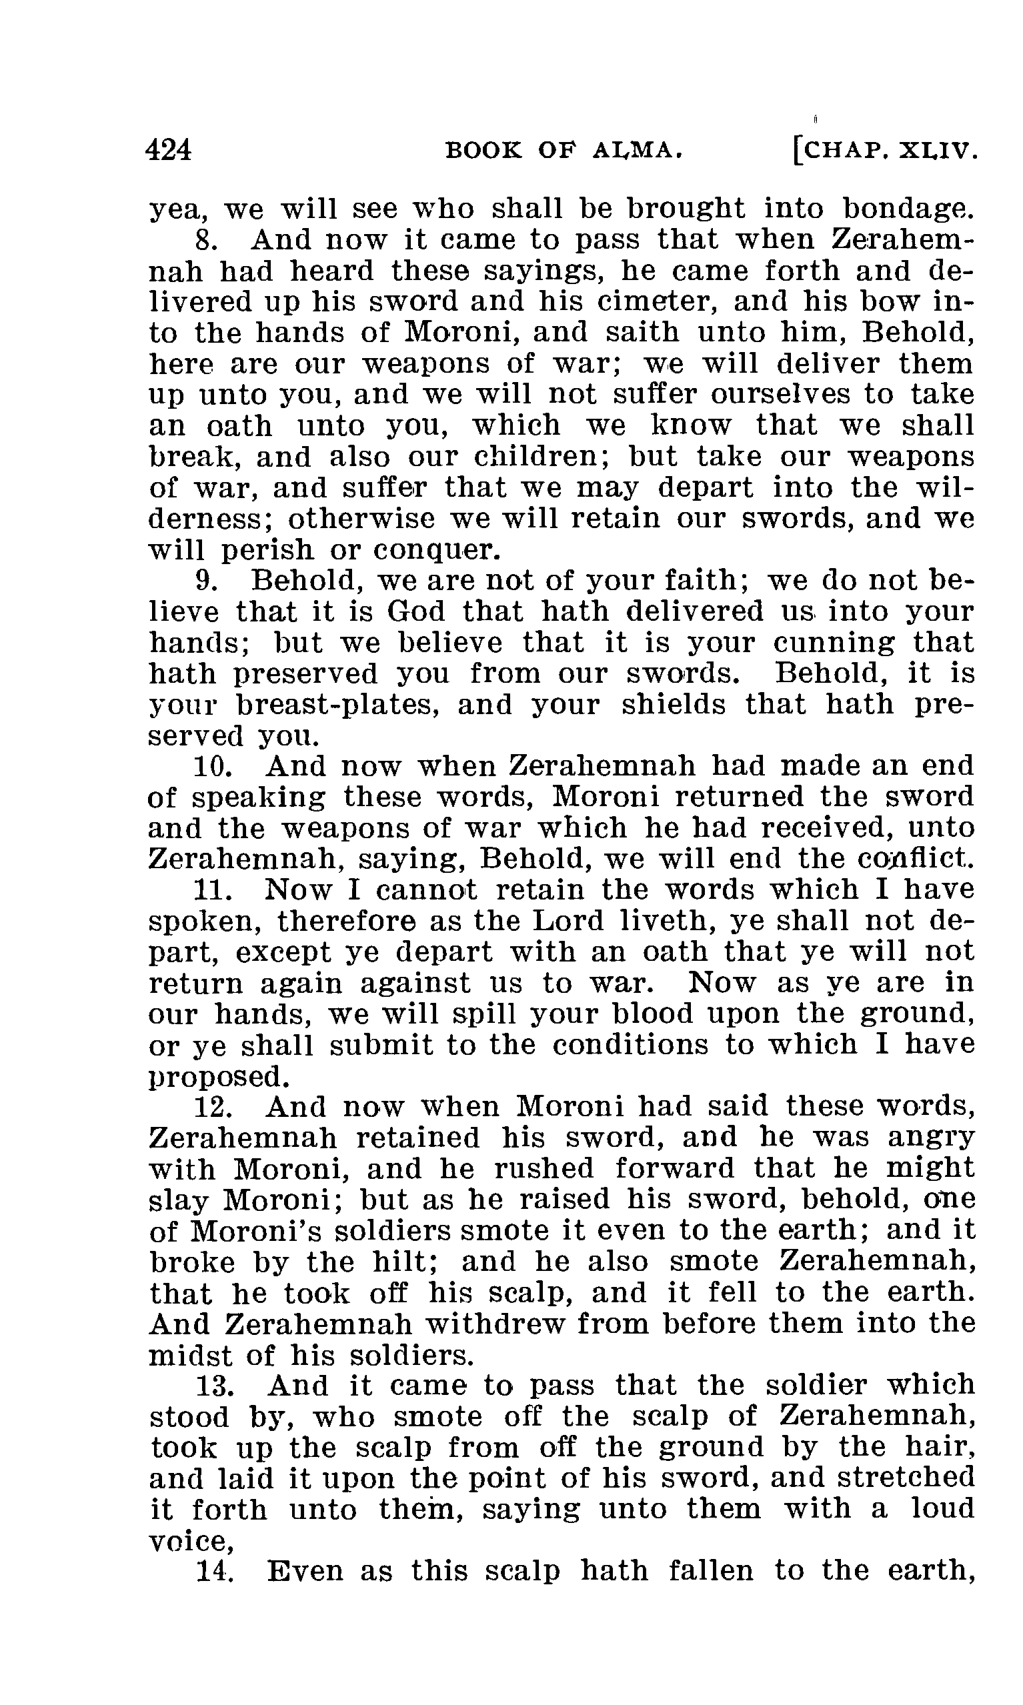 424 BOOK OF ALMA. [CHAP. XLIV.
yea, we will see who shall be brought into bondage.
8. And now it came to pass that when Zerahem-
nah had heard these sayings, he came forth and de-
livered up his sword and his cimeter, and his bow in-
to the hands of Moroni, and saith unto him, Behold,
here are our weapons of war; we will deliver them
up unto you, and we will not suffer ourselves to take
an oath unto you, which we know that we shall
break, and also our children; but take our weapons
of war, and suffer that we may depart into the wil-
derness; otherwise we will retain our swords, and we
will perish or conquer.
9. Behold, we are not of your faith; we do not be-
lieve that it is God that hath delivered us into your
hands; but we believe that it is your cunning that
hath preserved you from our swords. Behold, it is
your breast-plates, and your shields that hath pre-
served you.
10. And now when Zerahemnah had made an end
of speaking these words, Moroni returned the sword
and the weapons of war which he had received, unto
Zerahemnah, saying, Behold, we will end the conflict.
11. Now I cannot retain the words which I have
spoken, therefore as the Lord liveth, ye shall not de-
part, except ye depart with an oath that ye will not
return again against us to war. Now as ye are in
our hands, we will spill your blood upon the ground,
or ye shall submit to the conditions to which I have
proposed.
12. And now when Moroni had said these words,
Zerahemnah retained his sword, and he was angry
with Moroni, and he rushed forward that he might
slay Moroni; but as he raised his sword, behold, one
of Moroni's soldiers smote it even to the earth; and it
broke by the hilt; and he also smote Zerahemnah,
that he took off his scalp, and it fell to the earth.
And Zerahemnah withdrew from before them into the
midst of his soldiers.
13. And it came to pass that the soldier which
stood by, who smote off the scalp of Zerahemnah,
took up the scalp from off the ground by the hair,
and laid it upon the point of his sword, and stretched
it forth unto them, saying unto them with a loud
voice,
14. Even as this scalp hath fallen to the earth,